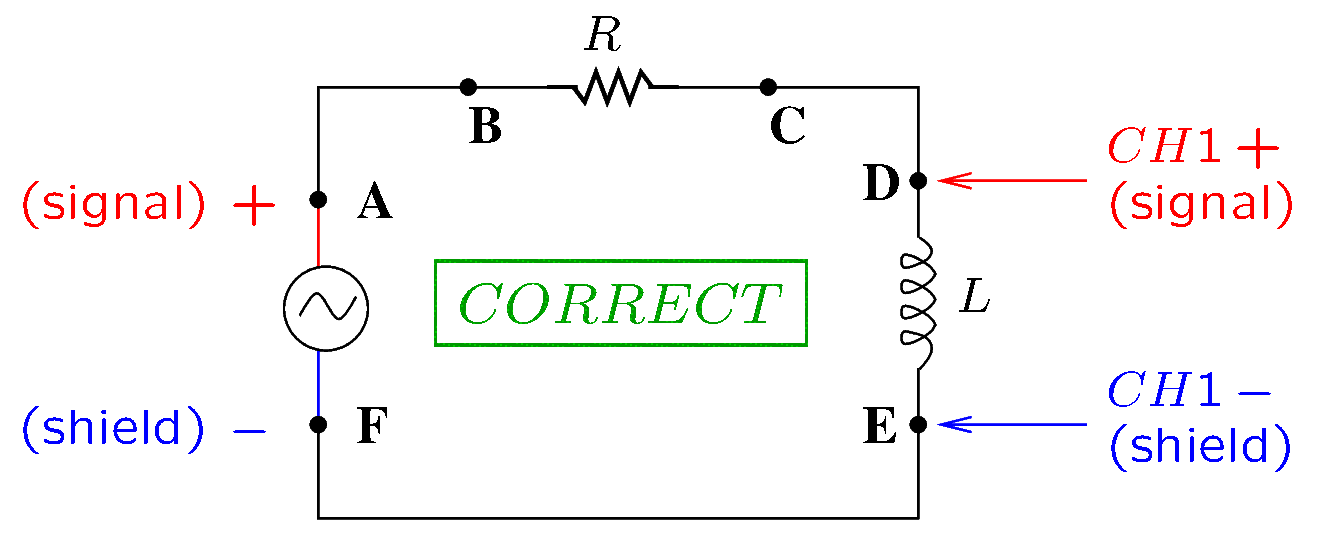 R
B
C
CH1 +
(signal)
D
(signal) +
A
CORRECT
L
CH1 −
(shield)
E
(shield) −
F